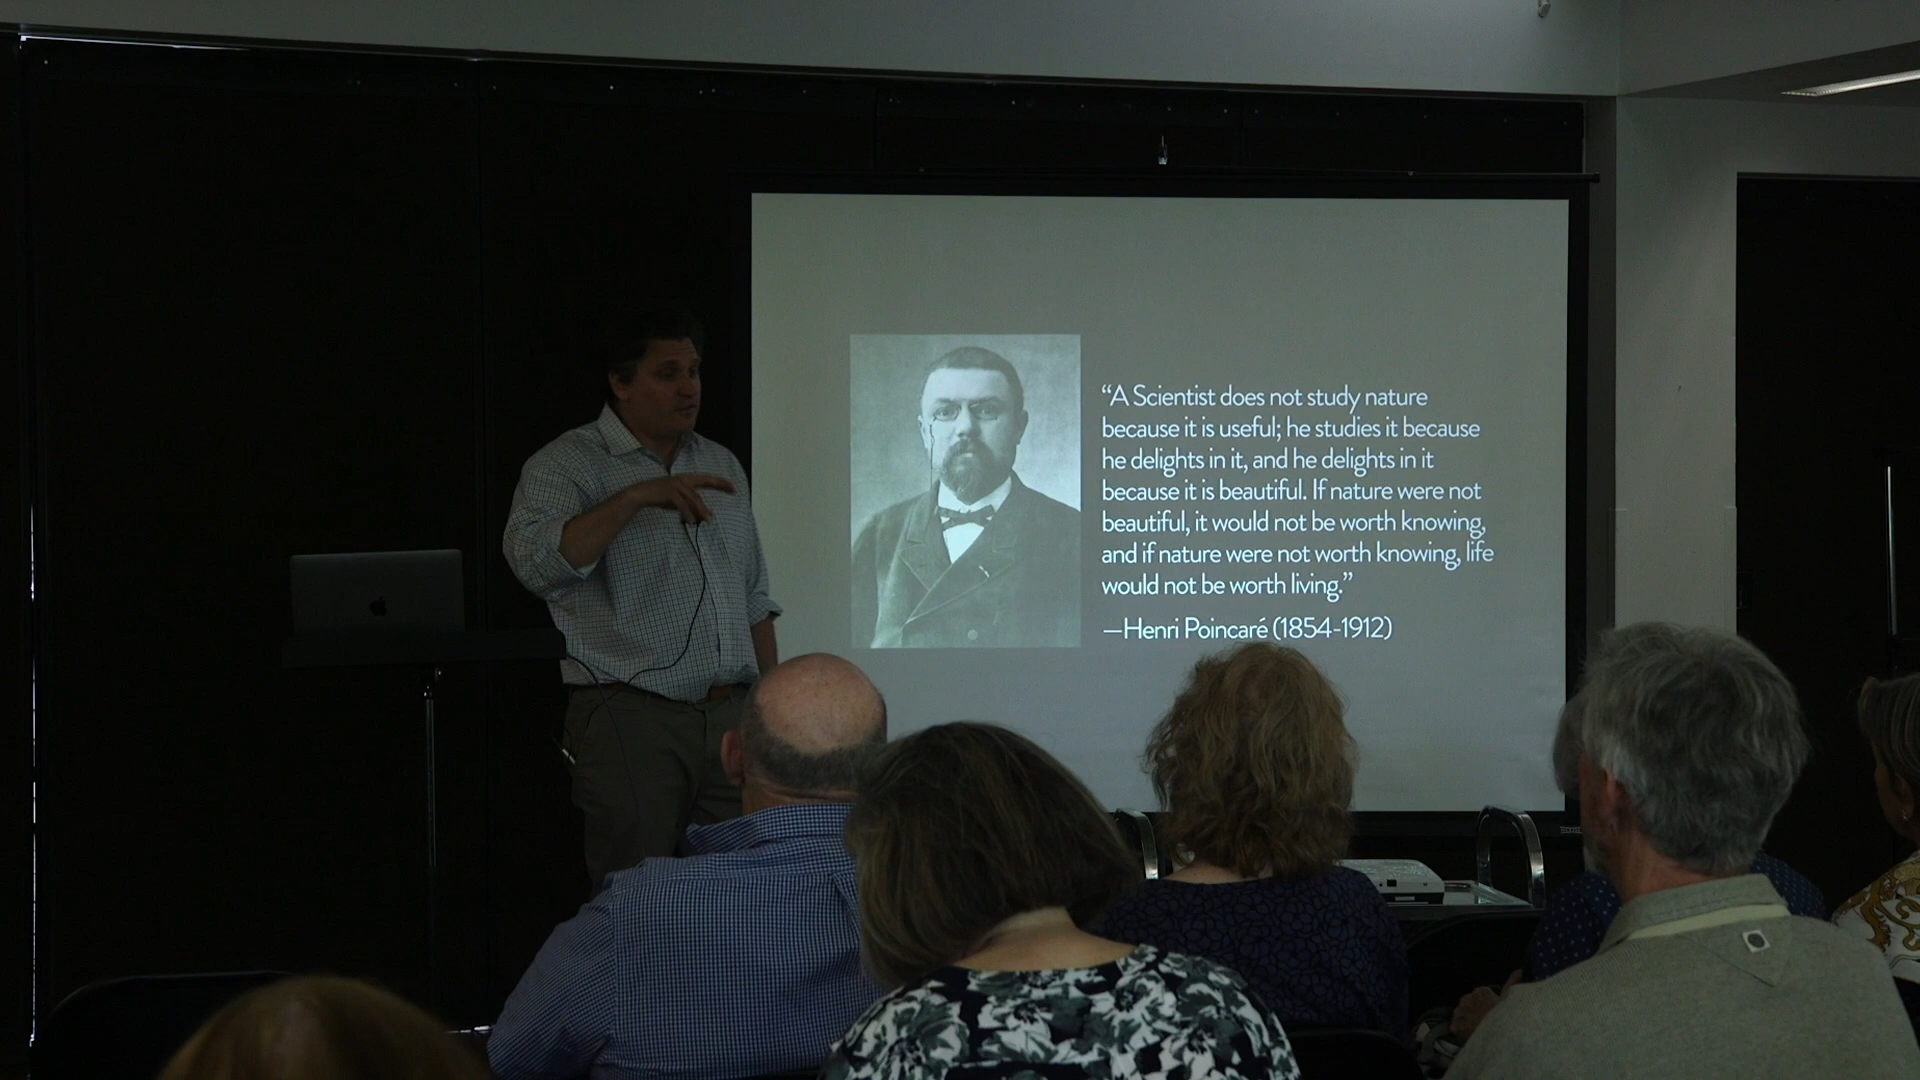 “A Scientist does not study nature
because it is useful; he studies it because
he delights in it, and he delights in it
because it is beautiful. If nature were not
beautiful, it would not be worth knowing,
and if nature were not worth knowing, life
would not be worth living.”
—Henri Poincaré (1854-1912)